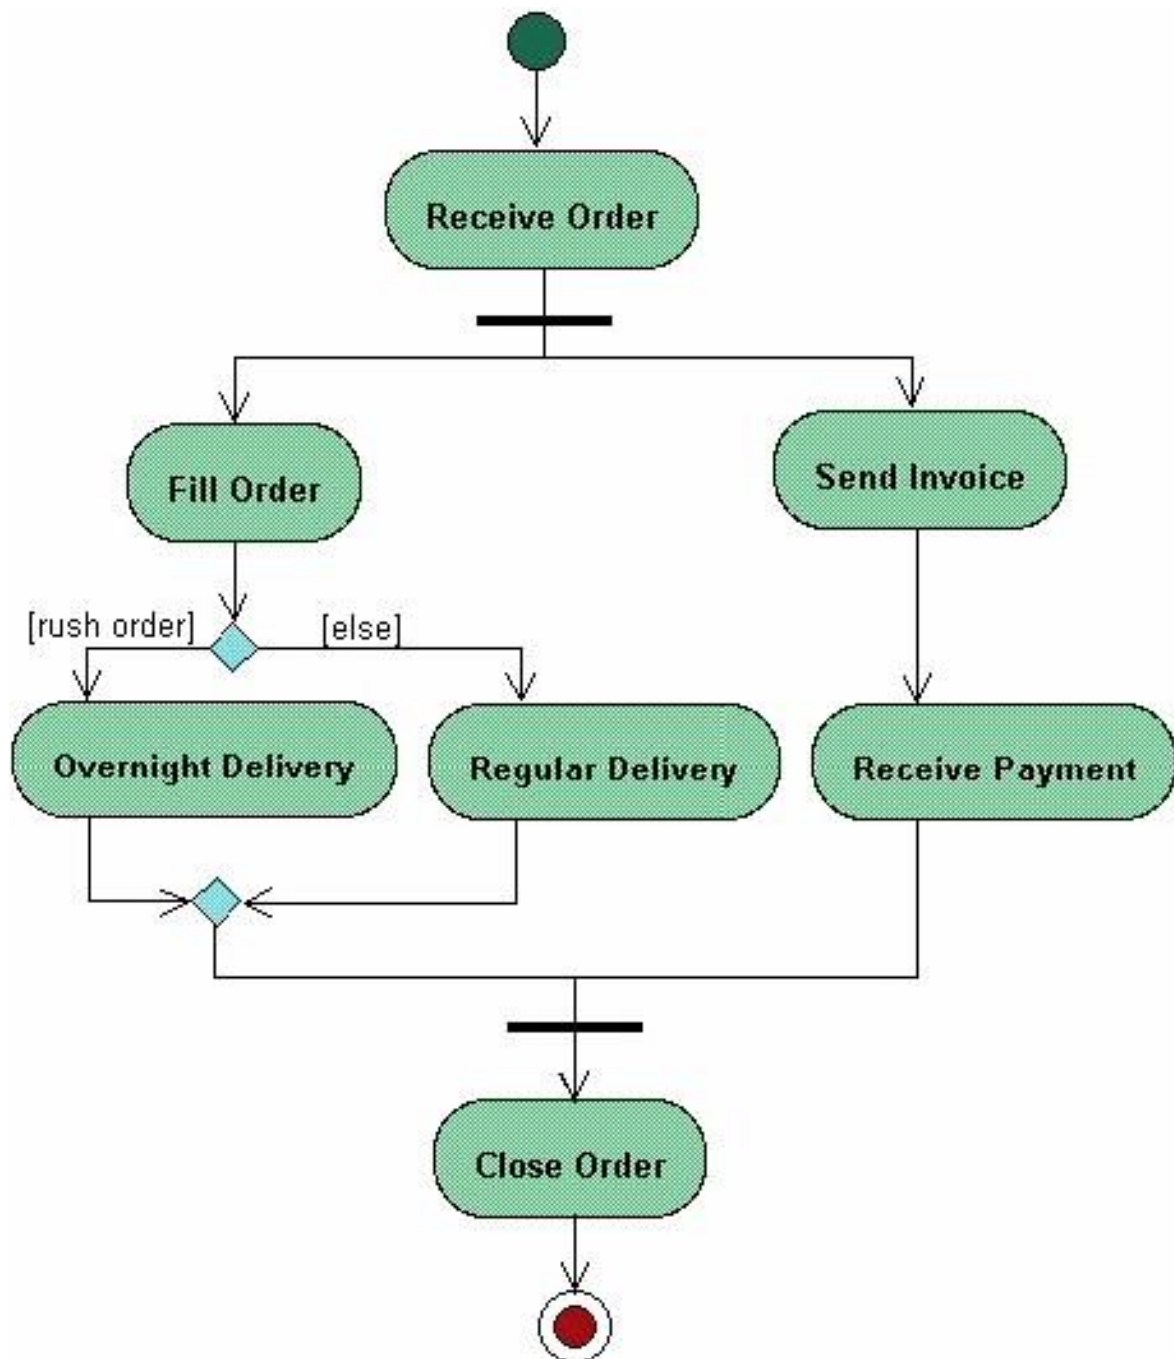 Receive Order
Fill Order
Send Invoice
[rush order]
[else]
Overnight Delivery
Regular Delivery
Receive Payment
Close Order